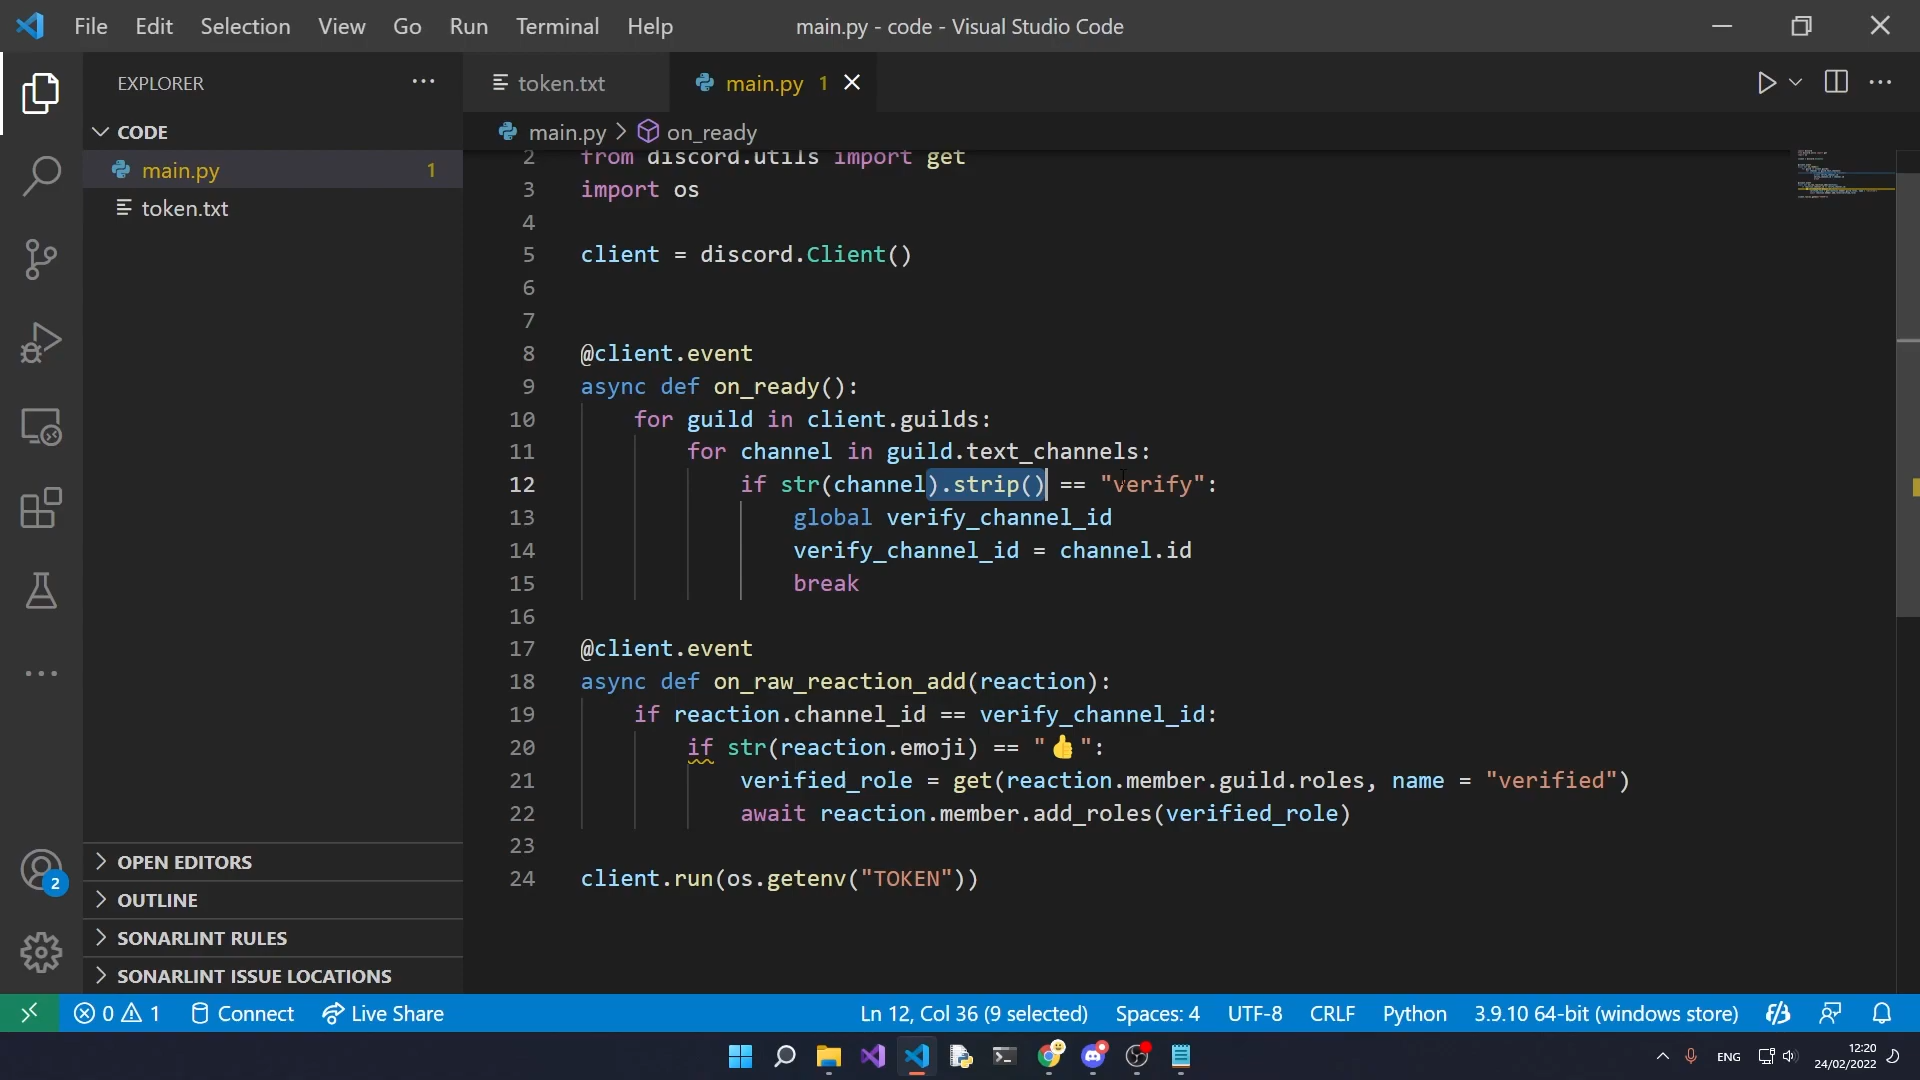 File Edit Selection View Go Run Terminal Help main.py - code - Visual Studio Code
EXPLORER
token.txt
main.py 1
main.py on_ready
CODE
main.py 1
token.txt
OPEN EDITORS
OUTLINE
SONARLINT RULES
SONARLINT ISSUE LOCATIONS
2
2 from discord.utils import get
3 import os
4
5 client = discord.Client()
6
7
8 @client.event
9 async def on_ready():
10 for guild in client.guilds:
11 for channel in guild.text_channels:
12 if str(channel).strip() == "verify":
13 global verify_channel_id
14 verify_channel_id = channel.id
15 break
16
17 @client.event
18 async def on_raw_reaction_add(reaction):
19 if reaction.channel_id == verify_channel_id:
20 if str(reaction.emoji) == "👍":
21 verified_role = get(reaction.member.guild.roles, name = "verified")
22 await reaction.member.add_roles(verified_role)
23
24 client.run(os.getenv("TOKEN"))
0 1 Connect Live Share Ln 12, Col 36 (9 selected) Spaces: 4 UTF-8 CRLF Python 3.9.10 64-bit (windows store)
ENG
12:20
24/02/2022